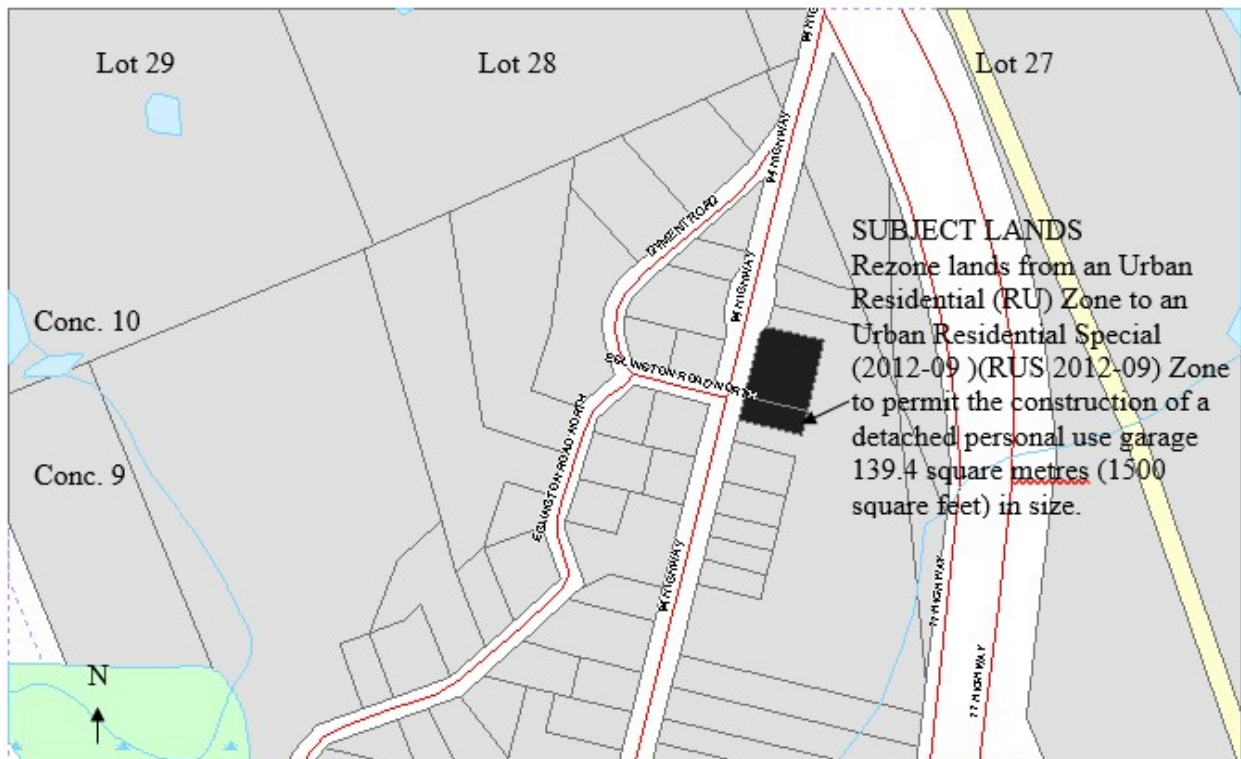 Lot 29
Lot 28
Lot 27
94 HIGHWAY
DYMENT ROAD
94 HIGHWAY
SUBJECT LANDS
Rezone lands from an Urban
Residential (RU) Zone to an
Urban Residential Special
(2012-09 )(RUS 2012-09) Zone
to permit the construction of a
detached personal use garage
139.4 square metres (1500
square feet) in size.
Conc. 10
EGLINGTON ROAD NORTH
Conc. 9
EGLINGTON ROAD NORTH
94 HIGHWAY
?? HIGHWAY
?? HIGHWAY
N